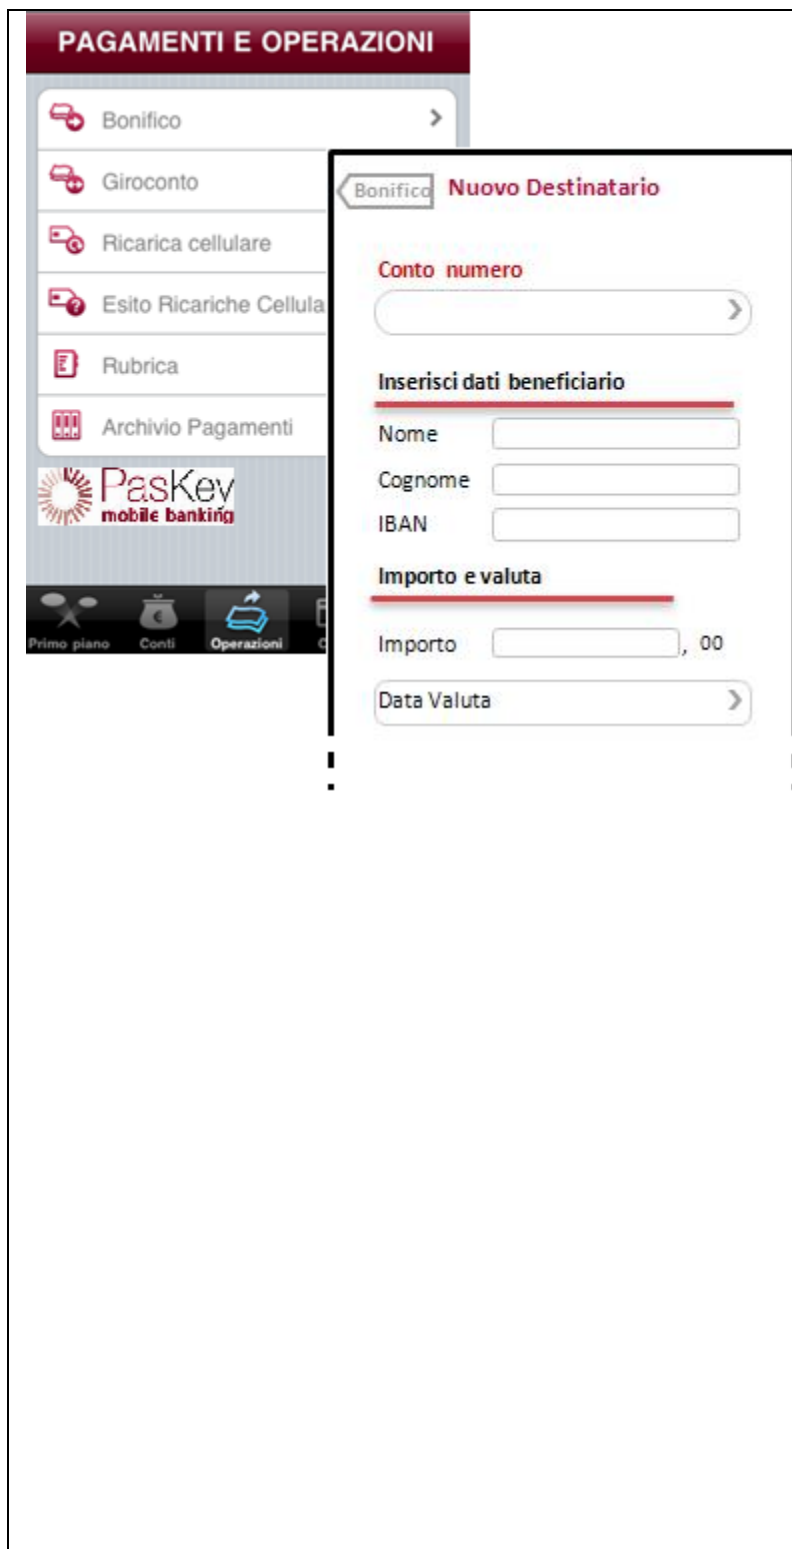 PAGAMENTI E OPERAZIONI
Bonifico
Giroconto
Ricarica cellulare
Esito Ricariche Cellula
Rubrica
Archivio Pagamenti
PasKey
mobile banking
Primo piano
Conti
Operazioni
Bonifico
Nuovo Destinatario
Conto numero
Inserisci dati beneficiario
Nome
Cognome
IBAN
Importo e valuta
Importo , 00
Data Valuta